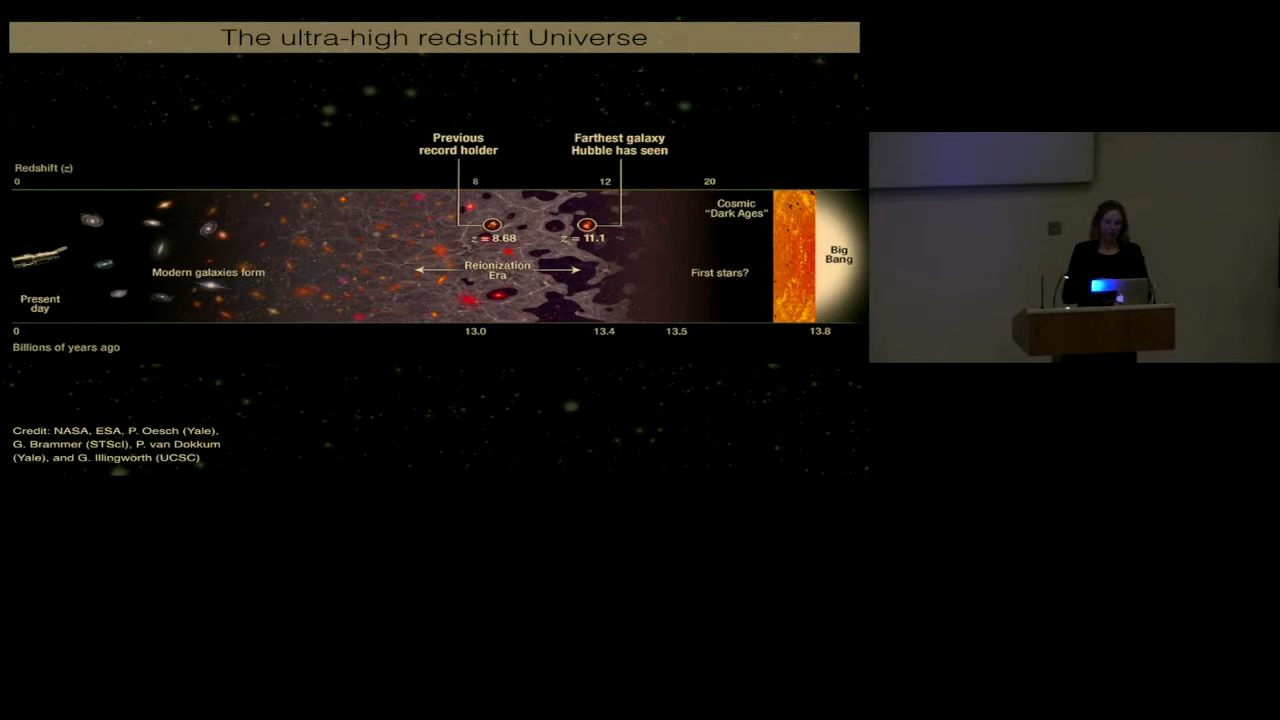 The ultra-high redshift Universe
Previous
record holder
Farthest galaxy
Hubble has seen
Redshift (z)
0
8
12
20
Cosmic
"Dark Ages"
z = 8.68
z = 11.1
Big
Bang
Modern galaxies form
Reionization
Era
First stars?
Present
day
0
13.0
13.4
13.5
13.8
Billions of years ago
Credit: NASA, ESA, P. Oesch (Yale),
G. Brammer (STScI), P. van Dokkum
(Yale), and G. Illingworth (UCSC)